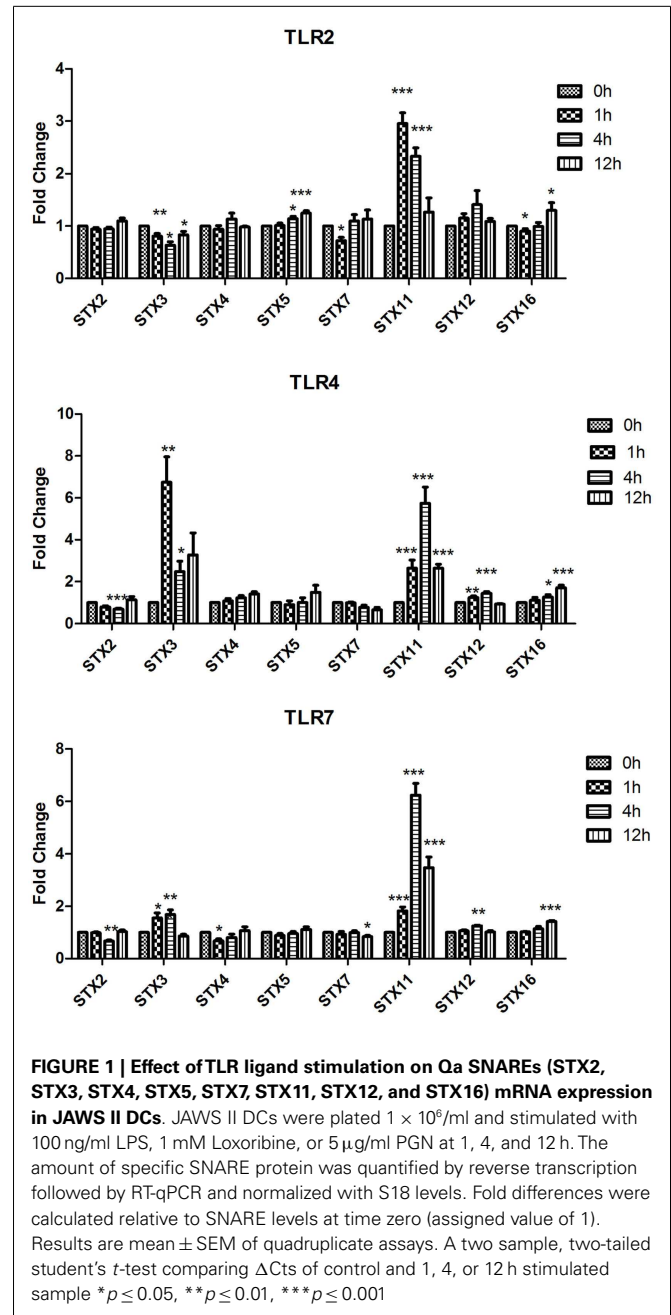 TLR2
4
3
2
1
0
Fold Change
** * *
* ***
*
*** ***
* *
STX2 STX3 STX4 STX5 STX7 STX11 STX12 STX16
0h
1h
4h
12h
TLR4
10
8
6
4
2
0
Fold Change
***
** *
*** *** ***
** ***
* ***
STX2 STX3 STX4 STX5 STX7 STX11 STX12 STX16
0h
1h
4h
12h
TLR7
8
6
4
2
0
Fold Change
**
* **
*
*
*** *** ***
**
***
STX2 STX3 STX4 STX5 STX7 STX11 STX12 STX16
0h
1h
4h
12h
FIGURE 1 | Effect of TLR ligand stimulation on Qa SNAREs (STX2,
STX3, STX4, STX5, STX7, STX11, STX12, and STX16) mRNA expression
in JAWS II DCs. JAWS II DCs were plated 1 × 10⁶/ml and stimulated with
100 ng/ml LPS, 1 mM Loxoribine, or 5 μg/ml PGN at 1, 4, and 12 h. The
amount of specific SNARE protein was quantified by reverse transcription
followed by RT-qPCR and normalized with S18 levels. Fold differences were
calculated relative to SNARE levels at time zero (assigned value of 1).
Results are mean ± SEM of quadruplicate assays. A two sample, two-tailed
student's t-test comparing ΔCts of control and 1, 4, or 12 h stimulated
sample *p ≤ 0.05, **p ≤ 0.01, ***p ≤ 0.001